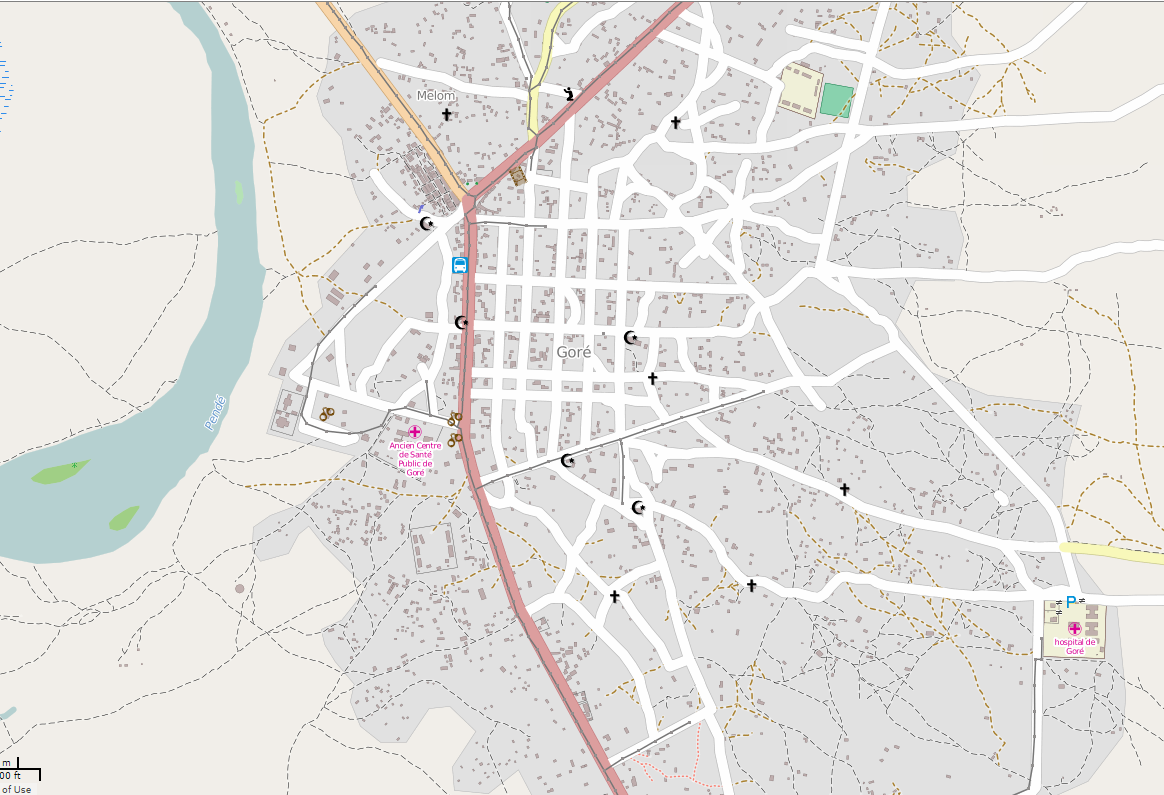 Melom
Goré
Pendé
Ancien Centre
de Santé
Public de
Goré
P
hospital de
Goré
m
00 ft
of Use